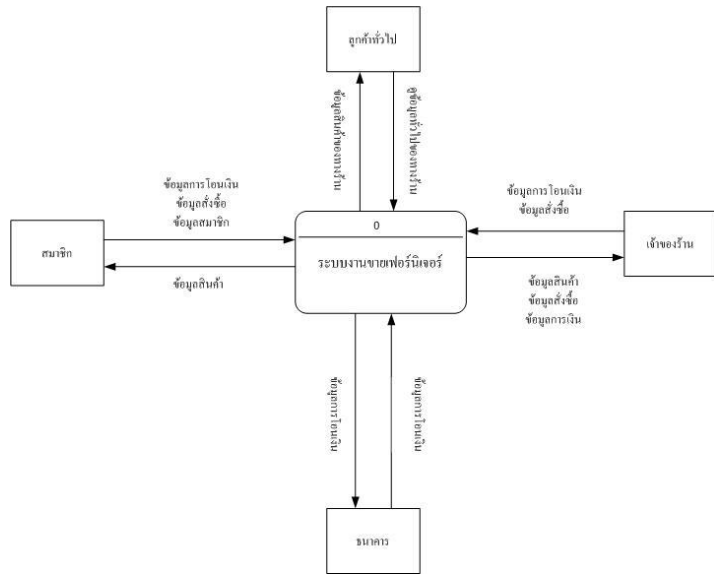 ลูกค้าทั่วไป
ข้อมูลสินค้าของทางร้าน
ดูข้อมูลทั่วไปของทางร้าน
ข้อมูลการโอนเงิน
ข้อมูลสั่งซื้อ
ข้อมูลสมาชิก
ข้อมูลการโอนเงิน
ข้อมูลสั่งซื้อ
สมาชิก
0
ระบบงานขายเฟอร์นิเจอร์
เจ้าของร้าน
ข้อมูลสินค้า
ข้อมูลสินค้า
ข้อมูลสั่งซื้อ
ข้อมูลการเงิน
ข้อมูลการโอนเงิน
ข้อมูลการโอนเงิน
ธนาคาร